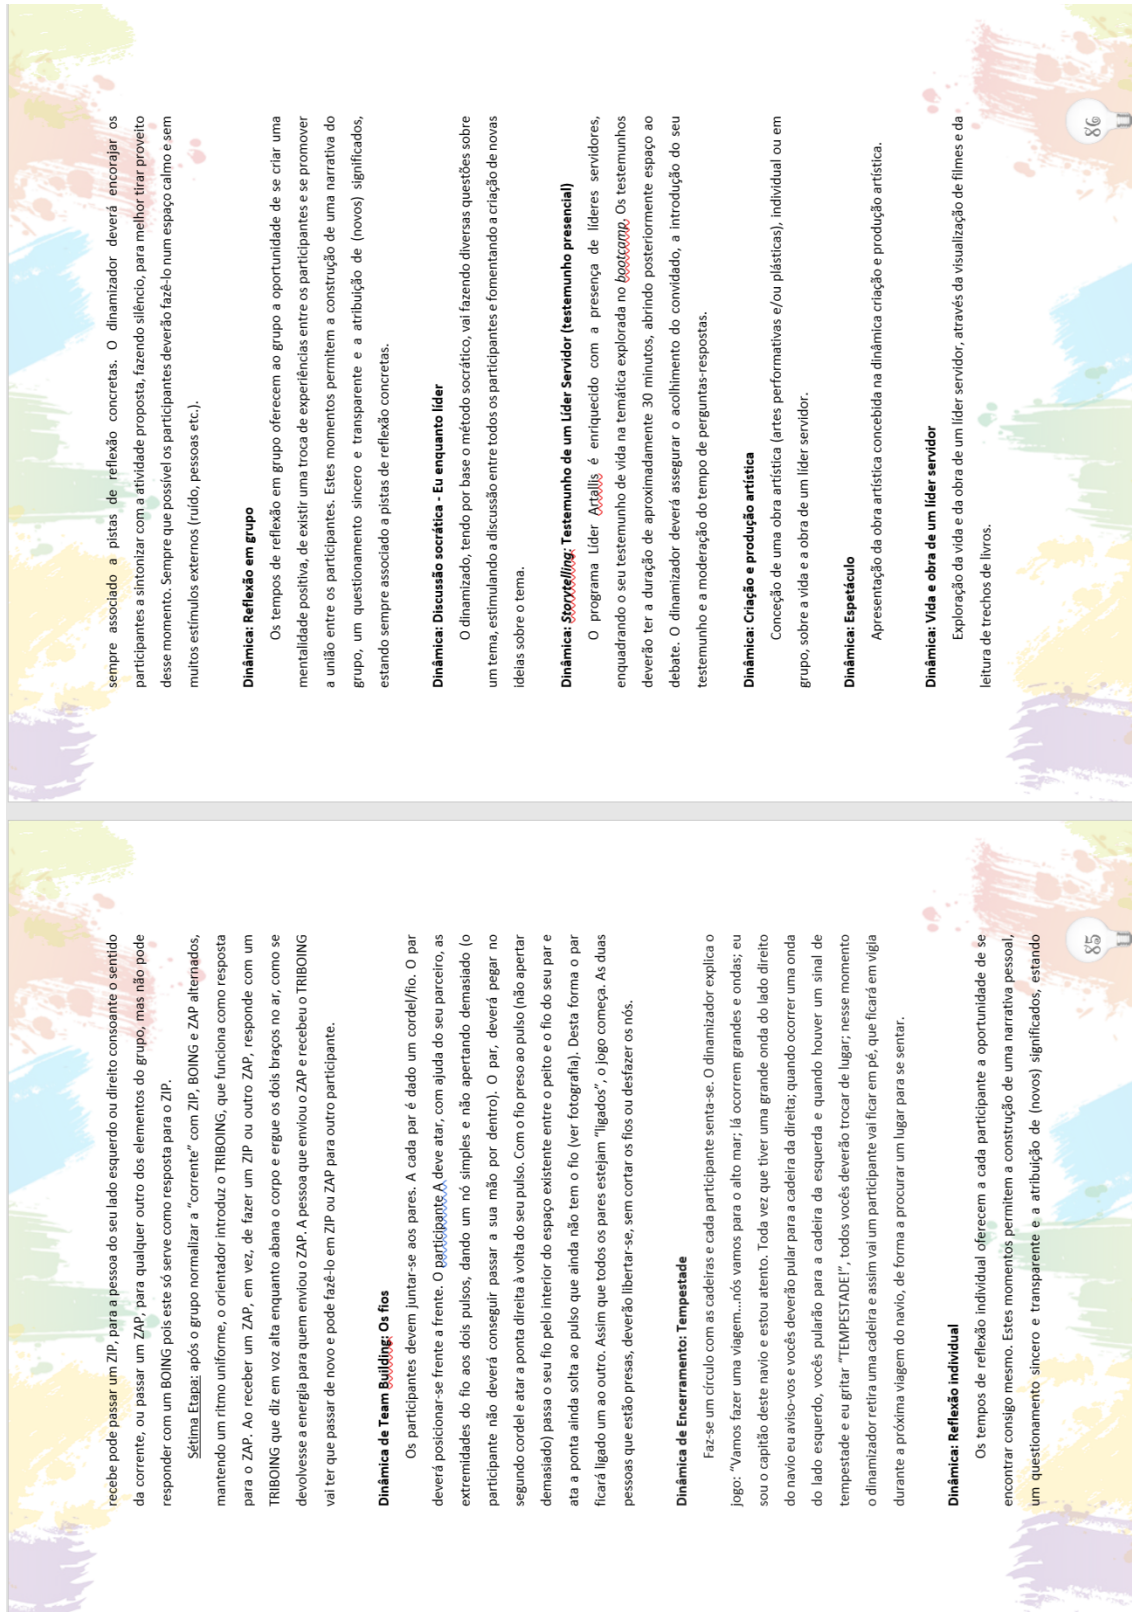 recebe pode passar um ZIP, para a pessoa do seu lado esquerdo ou direito consoante o sentido
da corrente, ou passar um ZAP, para qualquer outro dos elementos do grupo, mas não pode
responder com um BOING pois este só serve como resposta para o ZIP.
Sétima Etapa: após o grupo normalizar a “corrente” com ZIP, BOING e ZAP alternados,
mantendo um ritmo uniforme, o orientador introduz o TRIBOING, que funciona como resposta
para o ZAP. Ao receber um ZAP, em vez, de fazer um ZIP ou outro ZAP, responde com um
TRIBOING que diz em voz alta enquanto abana o corpo e ergue os dois braços no ar, como se
devolvesse a energia para quem enviou o ZAP. A pessoa que enviou o ZAP e recebeu o TRIBOING
vai ter que passar de novo e pode fazê-lo em ZIP ou ZAP para outro participante.
Dinâmica de Team Building: Os fios
Os participantes devem juntar-se aos pares. A cada par é dado um cordel/fio. O par
deverá posicionar-se frente a frente. O participante A deve atar, com ajuda do seu parceiro, as
extremidades do fio aos dois pulsos, dando um nó simples e não apertando demasiado (o
participante não deverá conseguir passar a sua mão por dentro). O par, deverá pegar no
segundo cordel e atar a ponta direita à volta do seu pulso. Com o fio preso ao pulso (não apertar
demasiado) passa o seu fio pelo interior do espaço existente entre o peito e o fio do seu par e
ata a ponta ainda solta ao pulso que ainda não tem o fio (ver fotografia). Desta forma o par
ficará ligado um ao outro. Assim que todos os pares estejam “ligados”, o jogo começa. As duas
pessoas que estão presas, deverão libertar-se, sem cortar os fios ou desfazer os nós.
Dinâmica de Encerramento: Tempestade
Faz-se um círculo com as cadeiras e cada participante senta-se. O dinamizador explica o
jogo: “Vamos fazer uma viagem...nós vamos para o alto mar; lá ocorrem grandes e ondas; eu
sou o capitão deste navio e estou atento. Toda vez que tiver uma grande onda do lado direito
do navio eu aviso-vos e vocês deverão pular para a cadeira da direita; quando ocorrer uma onda
do lado esquerdo, vocês pularão para a cadeira da esquerda e quando houver um sinal de
tempestade e eu gritar “TEMPESTADE!”, todos vocês deverão trocar de lugar; nesse momento
o dinamizador retira uma cadeira e assim vai um participante vai ficar em pé, que ficará em vigia
durante a próxima viagem do navio, de forma a procurar um lugar para se sentar.
Dinâmica: Reflexão individual
Os tempos de reflexão individual oferecem a cada participante a oportunidade de se
encontrar consigo mesmo. Estes momentos permitem a construção de uma narrativa pessoal,
um questionamento sincero e transparente e a atribuição de (novos) significados, estando
85
sempre associado a pistas de reflexão concretas. O dinamizador deverá encorajar os
participantes a sintonizar com a atividade proposta, fazendo silêncio, para melhor tirar proveito
desse momento. Sempre que possível os participantes deverão fazê-lo num espaço calmo e sem
muitos estímulos externos (ruído, pessoas etc.).
Dinâmica: Reflexão em grupo
Os tempos de reflexão em grupo oferecem ao grupo a oportunidade de se criar uma
mentalidade positiva, de existir uma troca de experiências entre os participantes e se promover
a união entre os participantes. Estes momentos permitem a construção de uma narrativa do
grupo, um questionamento sincero e transparente e a atribuição de (novos) significados,
estando sempre associado a pistas de reflexão concretas.
Dinâmica: Discussão socrática - Eu enquanto líder
O dinamizado, tendo por base o método socrático, vai fazendo diversas questões sobre
um tema, estimulando a discussão entre todos os participantes e fomentando a criação de novas
ideias sobre o tema.
Dinâmica: Storytelling: Testemunho de um Líder Servidor (testemunho presencial)
O programa Líder Artallis é enriquecido com a presença de líderes servidores,
enquadrando o seu testemunho de vida na temática explorada no bootcamp. Os testemunhos
deverão ter a duração de aproximadamente 30 minutos, abrindo posteriormente espaço ao
debate. O dinamizador deverá assegurar o acolhimento do convidado, a introdução do seu
testemunho e a moderação do tempo de perguntas-respostas.
Dinâmica: Criação e produção artística
Conceção de uma obra artística (artes performativas e/ou plásticas), individual ou em
grupo, sobre a vida e a obra de um líder servidor.
Dinâmica: Espetáculo
Apresentação da obra artística concebida na dinâmica criação e produção artística.
Dinâmica: Vida e obra de um líder servidor
Exploração da vida e da obra de um líder servidor, através da visualização de filmes e da
leitura de trechos de livros.
86